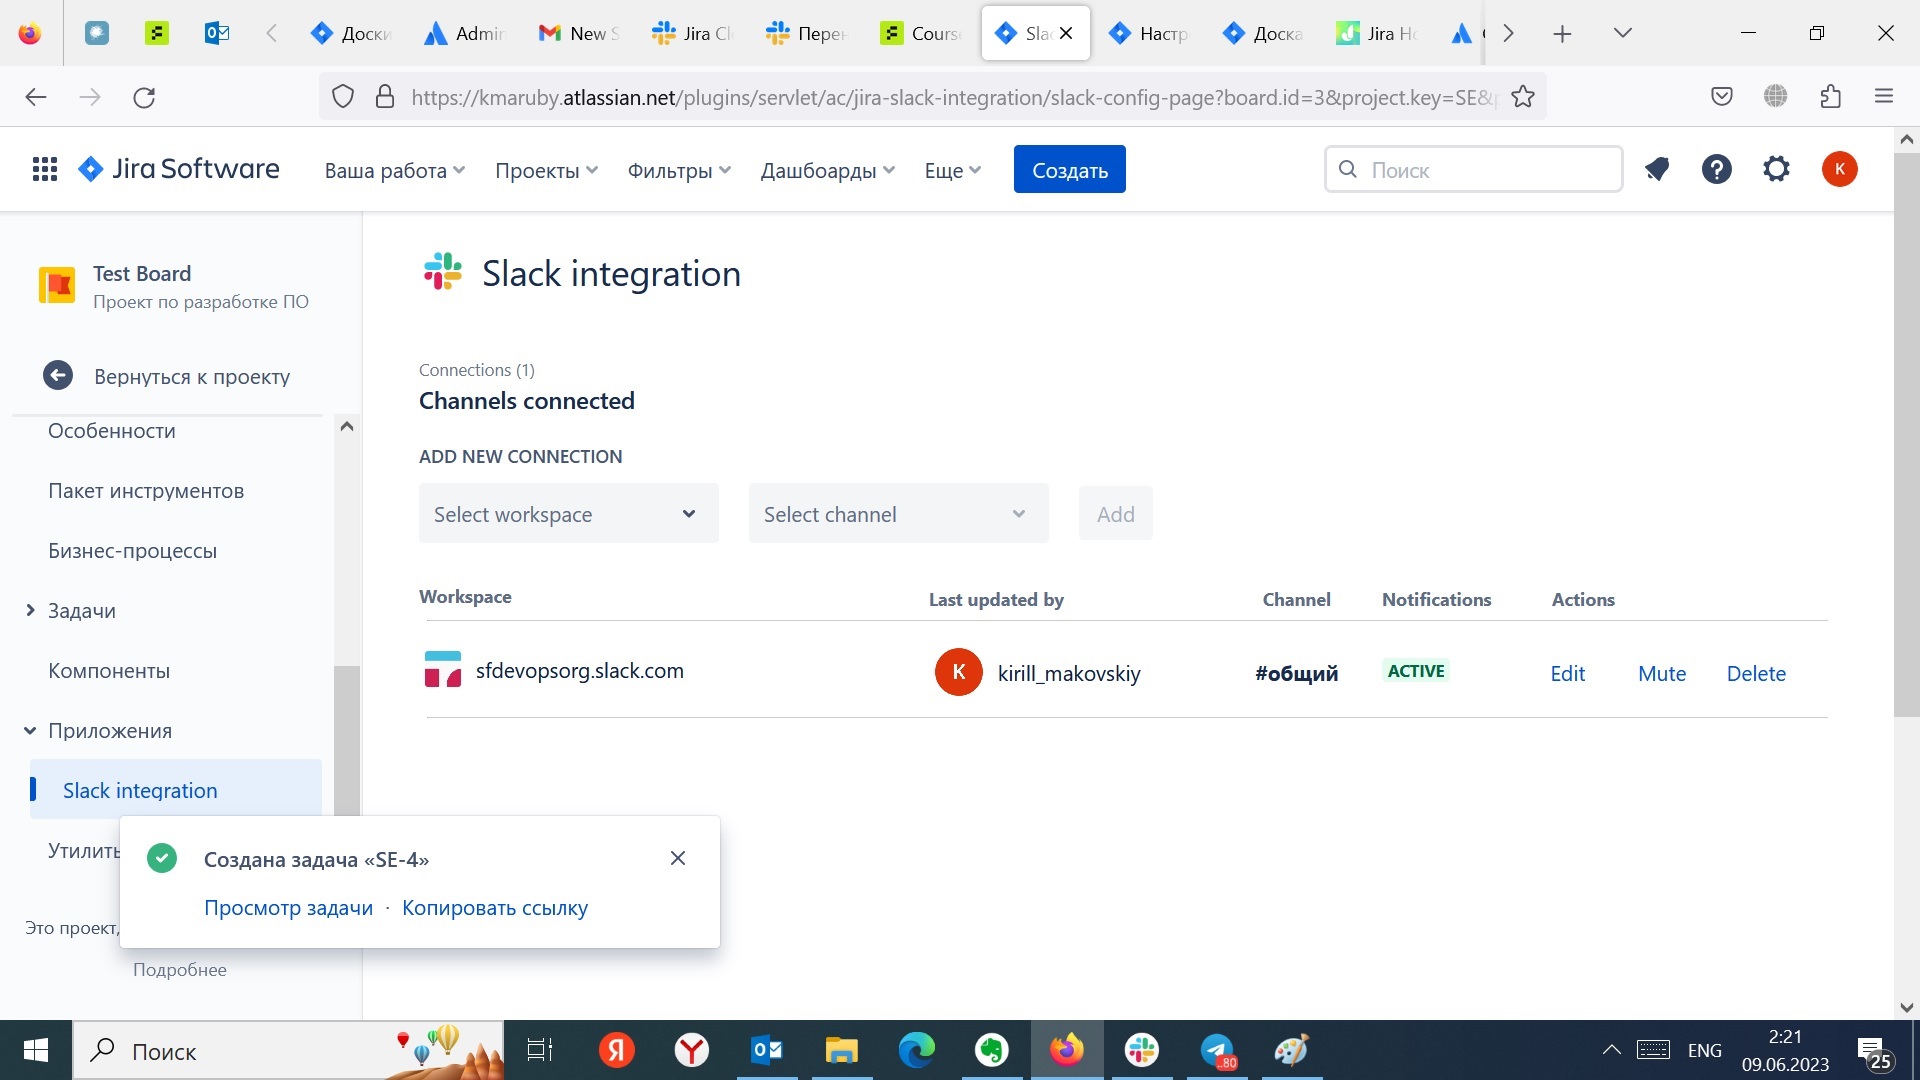 Доски
Admin
New S
Jira Cl
Перен
Cours
Sla
Настр
Доска
Jira H
https://kmaruby.atlassian.net/plugins/servlet/ac/jira-slack-integration/slack-config-page?board.id=3&project.key=SE&
Jira Software
Ваша работа
Проекты
Фильтры
Дашбоарды
Еще
Создать
Поиск
K
Test Board
Проект по разработке ПО
Вернуться к проекту
Особенности
Пакет инструментов
Бизнес-процессы
Задачи
Компоненты
Приложения
Slack integration
Утилиты
Это проект,
Подробнее
Slack integration
Connections (1)
Channels connected
ADD NEW CONNECTION
Select workspace
Select channel
Add
Workspace
Last updated by
Channel
Notifications
Actions
sfdevopsorg.slack.com
K
kirill_makovskiy
#общий
ACTIVE
Edit
Mute
Delete
Создана задача «SE-4»
Просмотр задачи · Копировать ссылку
Поиск
..80
ENG
2:21
09.06.2023
25